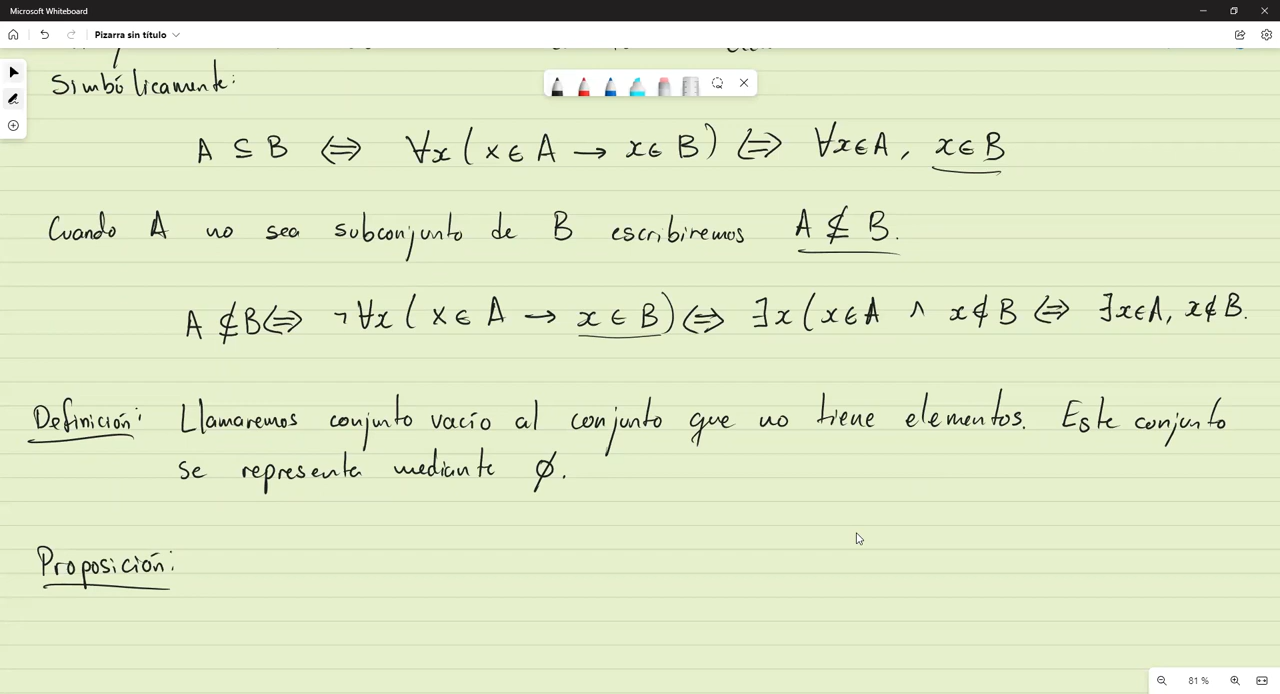 Microsoft Whiteboard
Pizarra sin título
Simbólicamente:
A ⊆ B ⇔ ∀x(x ∈ A → x ∈ B) ⇔ ∀x∈A, x∈B
Cuando A no sea subconjunto de B escribiremos A ⊈ B.
A ⊈ B ⇔ ¬∀x(x ∈ A → x ∈ B) ⇔ ∃x(x∈A ∧ x∉B ⇔ ∃x∈A, x∉B.
Definición: Llamaremos conjunto vacío al conjunto que no tiene elementos. Este conjunto
se representa mediante ∅.
Proposición:
81 %